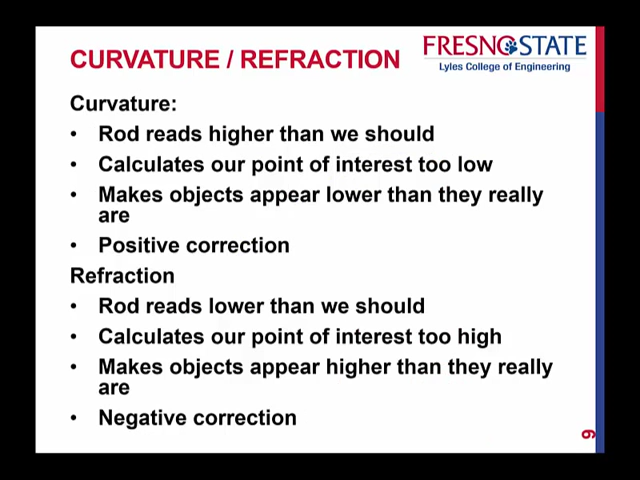 CURVATURE / REFRACTION
FRESNO STATE
Lyles College of Engineering
Curvature:
• Rod reads higher than we should
• Calculates our point of interest too low
• Makes objects appear lower than they really
are
• Positive correction
Refraction
• Rod reads lower than we should
• Calculates our point of interest too high
• Makes objects appear higher than they really
are
• Negative correction
9